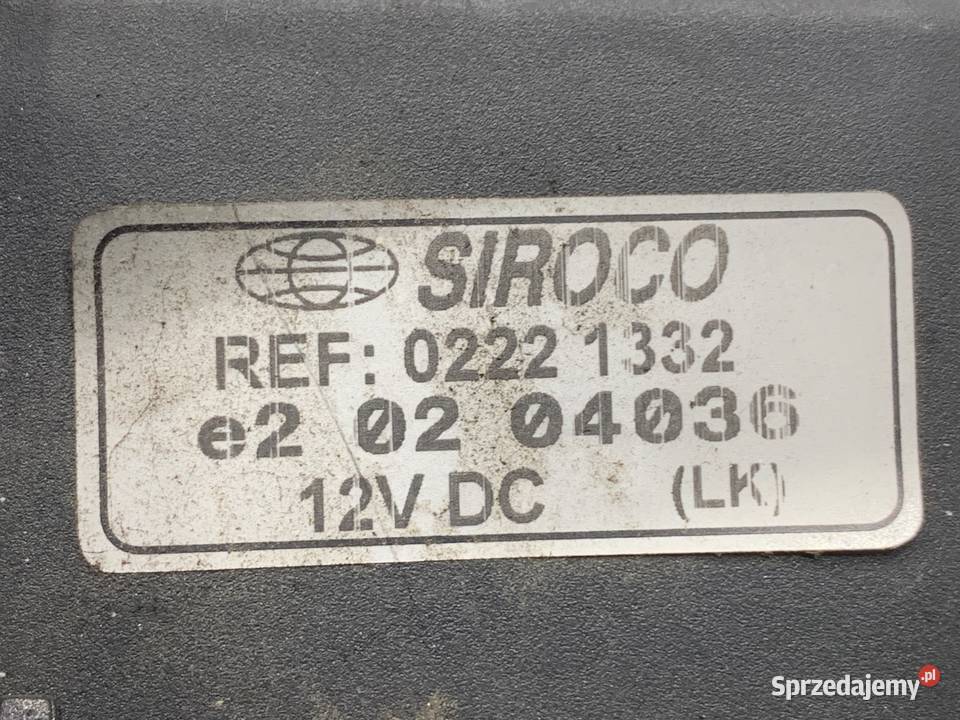 SIROCO
REF: 0222 1332
e2 02 04036
12V DC (LK)
Sprzedajemy.pl